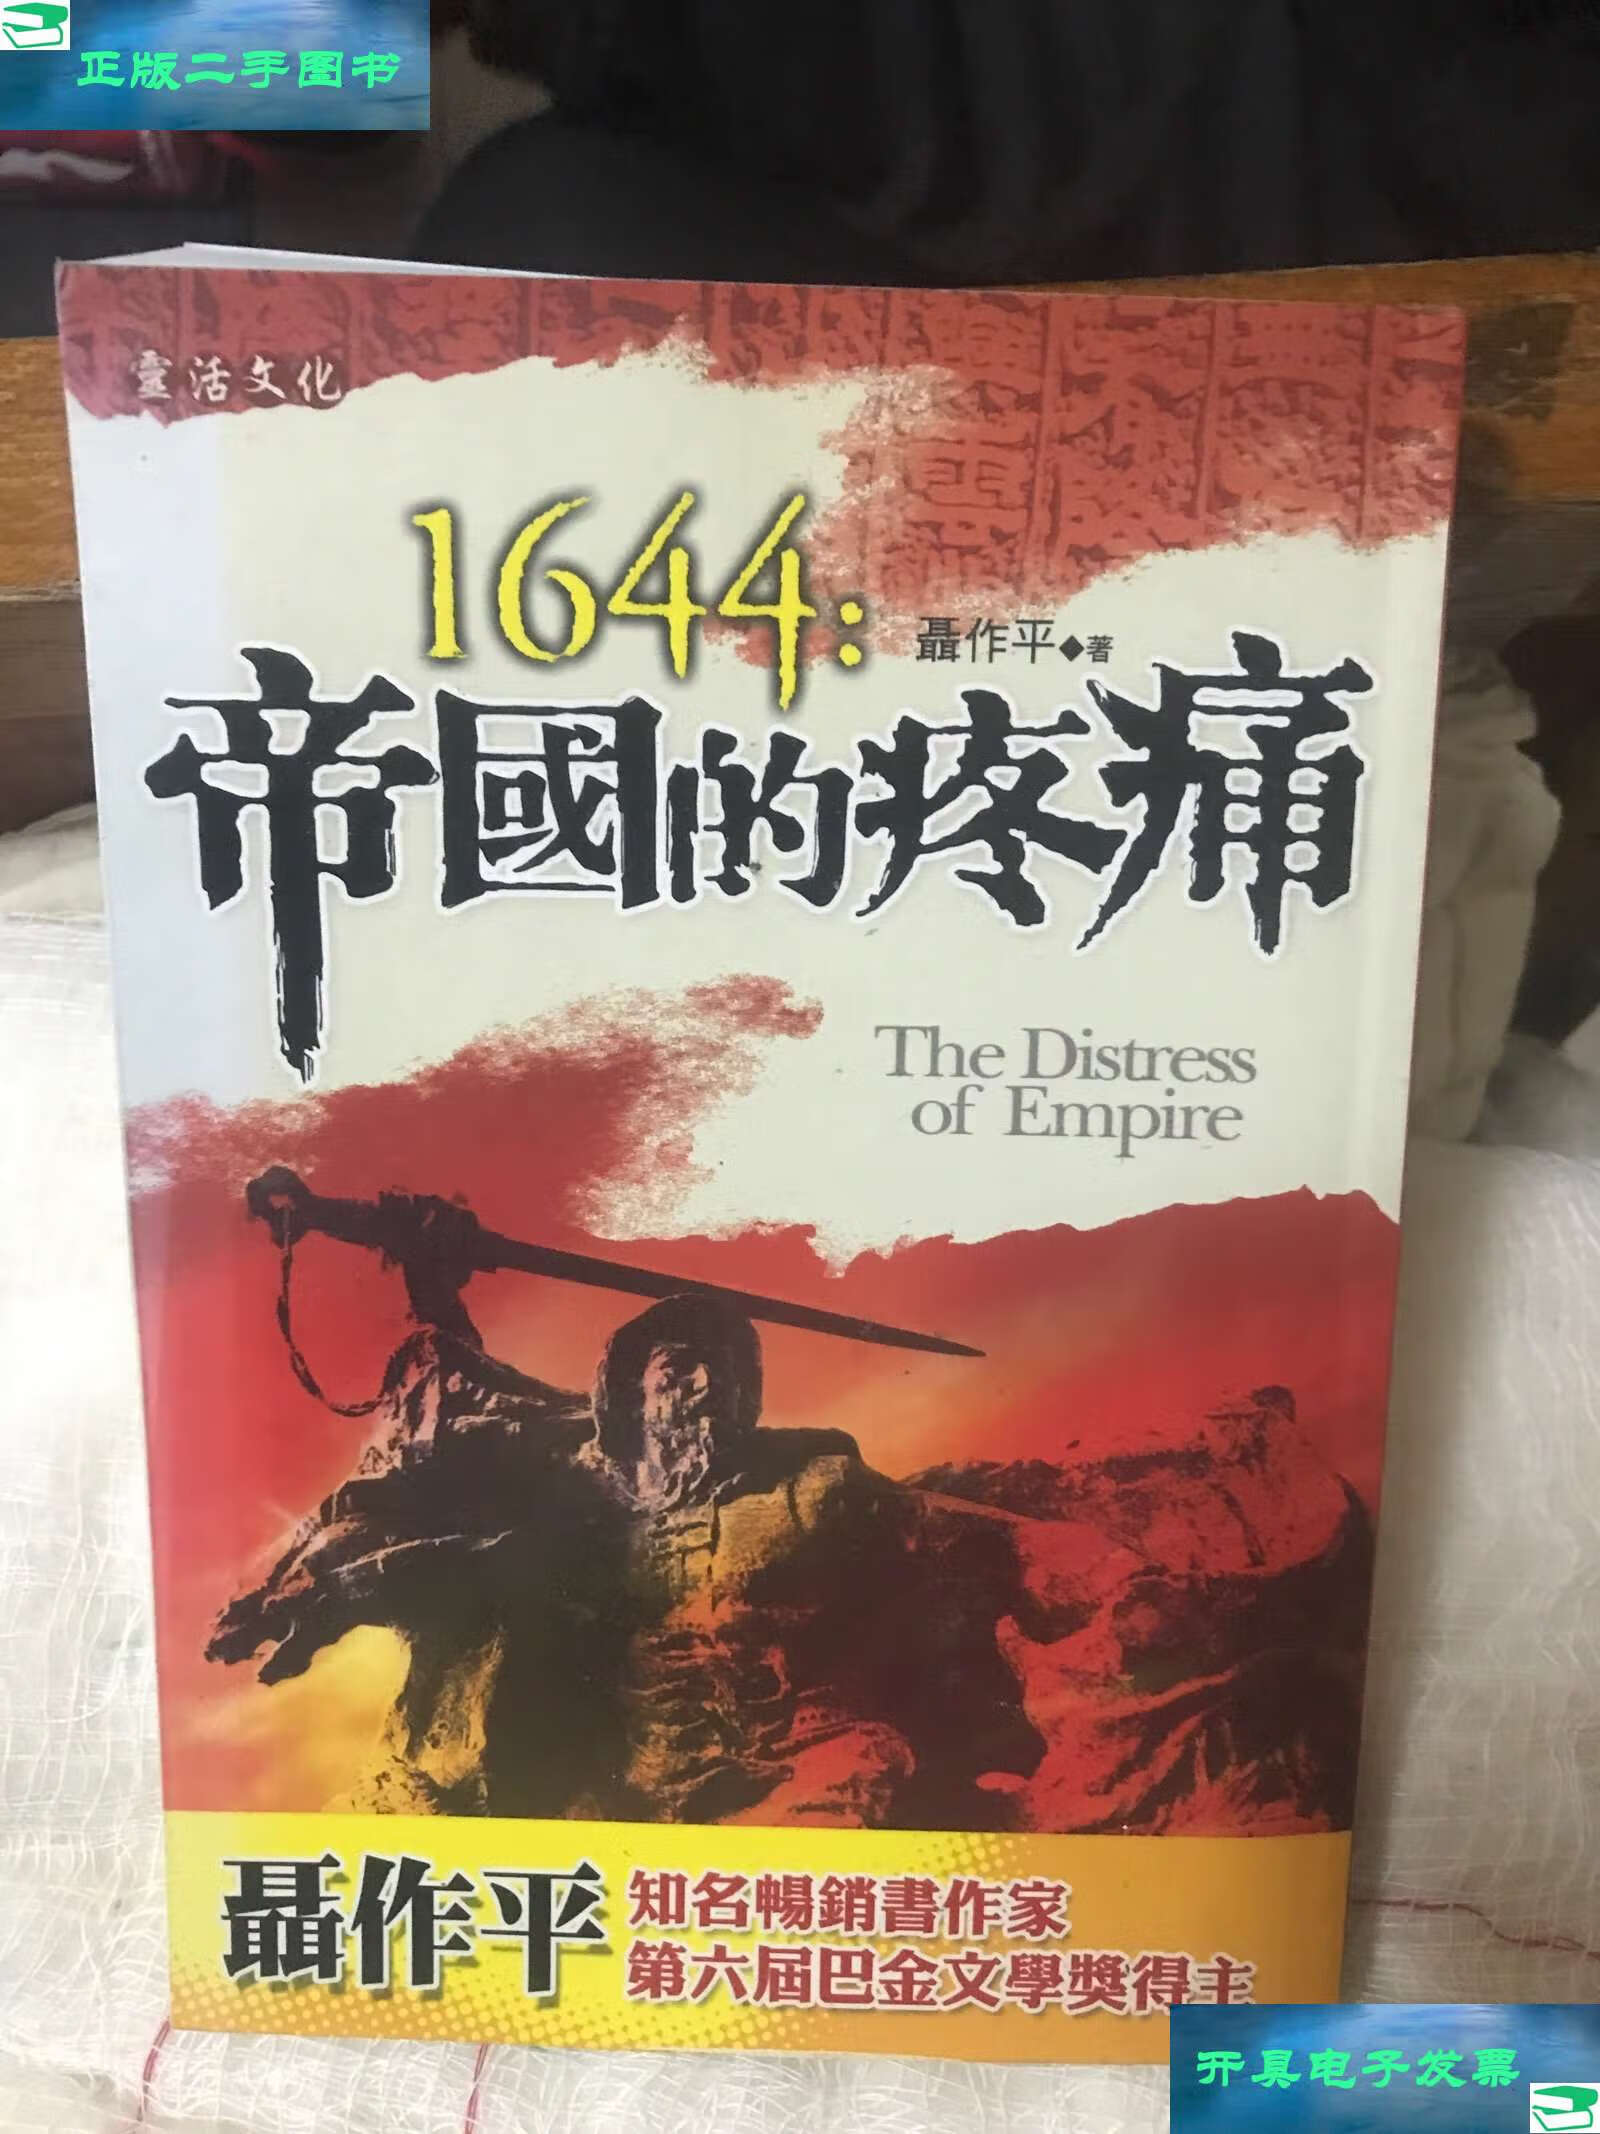 正版二手图书
靈活文化
1644:
聶作平◆著
帝國的疼痛
The Distress
of Empire
聶作平
知名暢銷書作家
第六屆巴金文學獎得主
开具电子发票